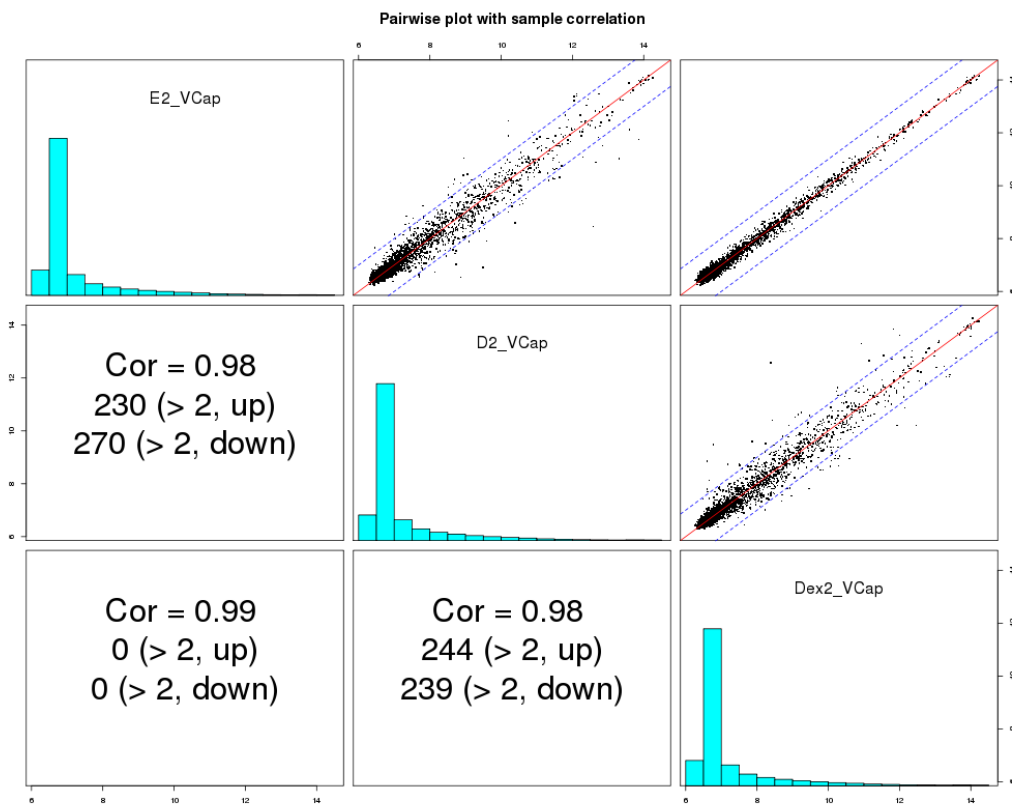 Pairwise plot with sample correlation
6 8 10 12 14
E2_VCap
14
12
10
8
6
Cor = 0.98
230 (> 2, up)
270 (> 2, down)
D2_VCap
Cor = 0.99
0 (> 2, up)
0 (> 2, down)
Cor = 0.98
244 (> 2, up)
239 (> 2, down)
Dex2_VCap
6 8 10 12 14
6 8 10 12 14